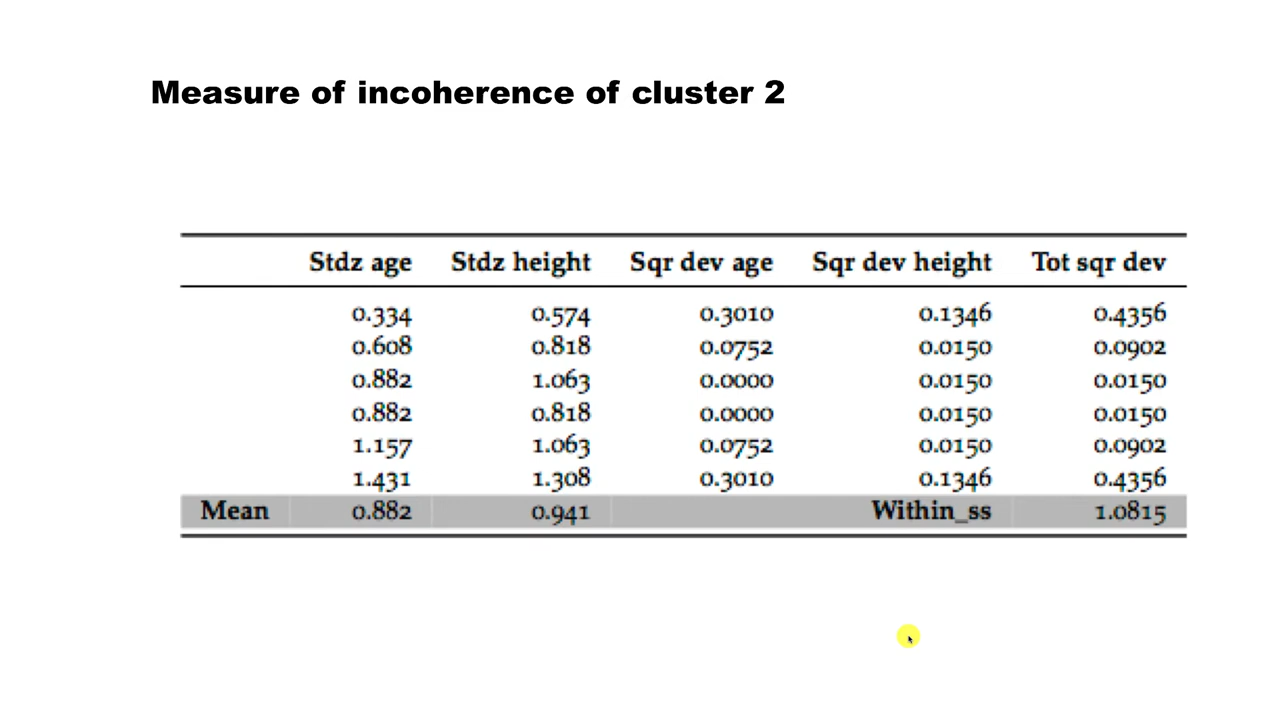 Measure of incoherence of cluster 2
Stdz age Stdz height Sqr dev age Sqr dev height Tot sqr dev
0.334 0.574 0.3010 0.1346 0.4356
0.608 0.818 0.0752 0.0150 0.0902
0.882 1.063 0.0000 0.0150 0.0150
0.882 0.818 0.0000 0.0150 0.0150
1.157 1.063 0.0752 0.0150 0.0902
1.431 1.308 0.3010 0.1346 0.4356
Mean 0.882 0.941 Within_ss 1.0815